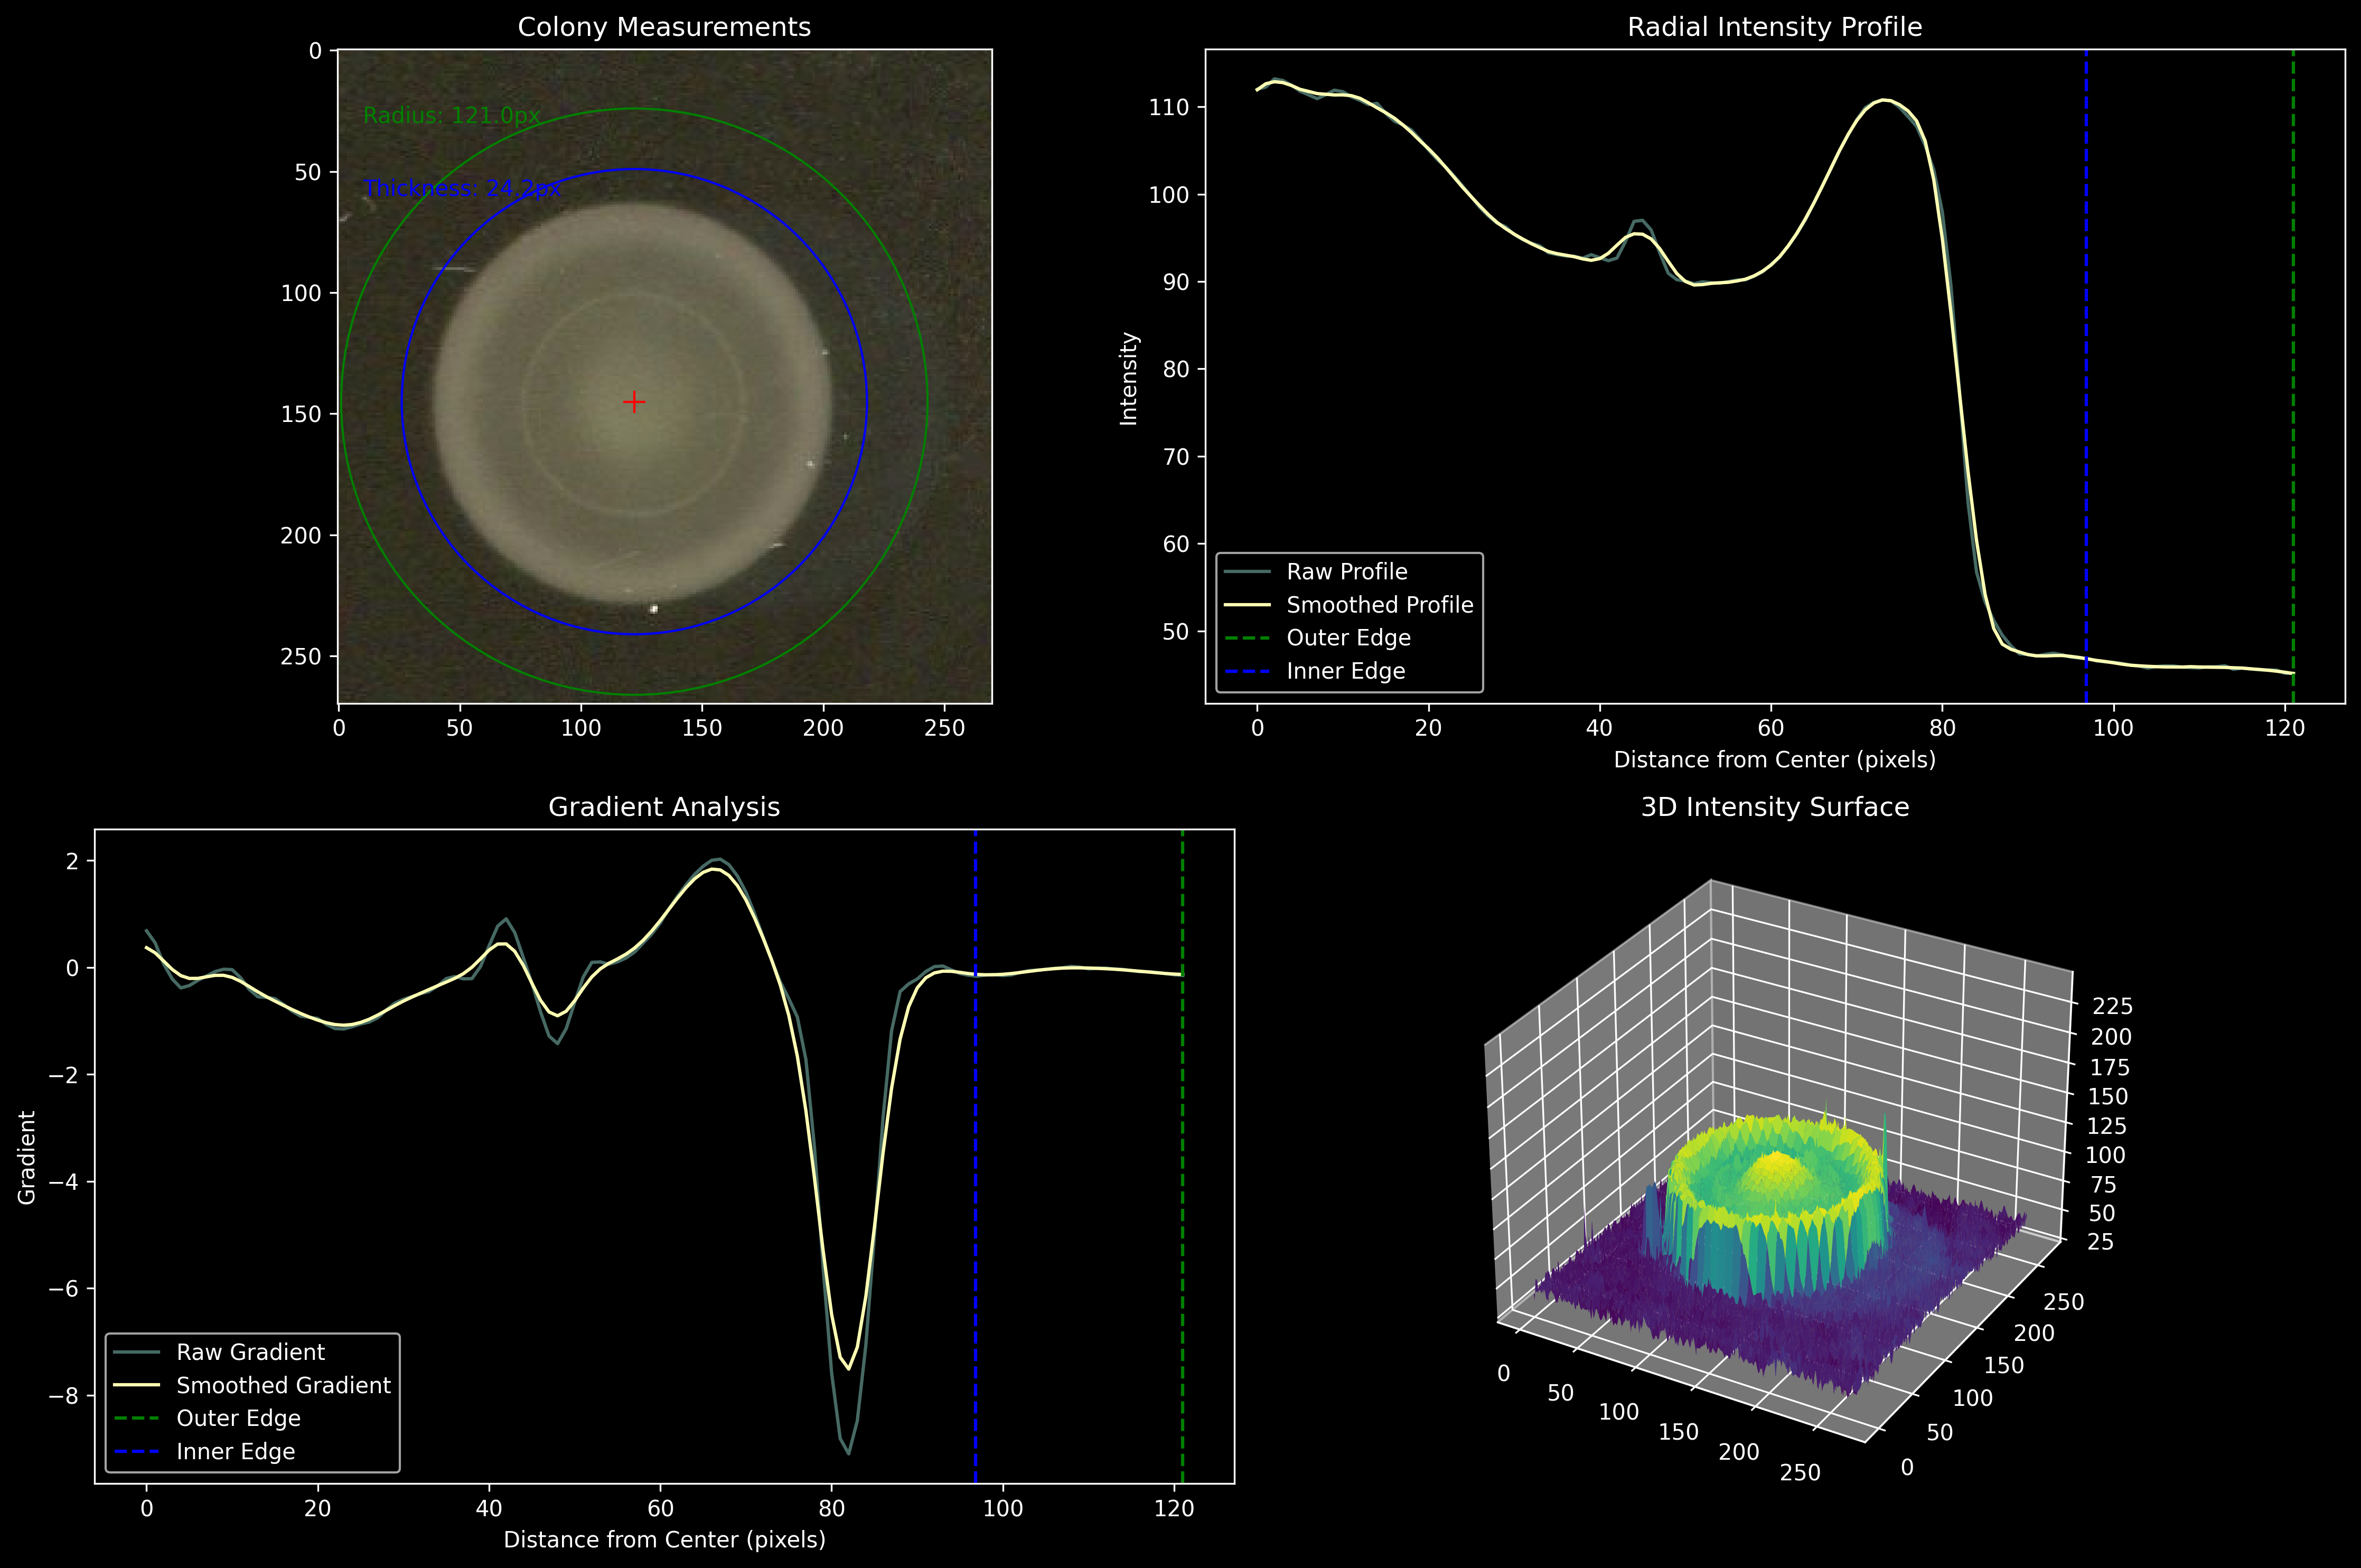 Colony Measurements
Radius: 121.0px
Thickness: 24.2px
0
50
100
150
200
250
0 50 100 150 200 250
Radial Intensity Profile
Intensity
110
100
90
80
70
60
50
Raw Profile
Smoothed Profile
Outer Edge
Inner Edge
0 20 40 60 80 100 120
Distance from Center (pixels)
Gradient Analysis
Gradient
2
0
−2
−4
−6
−8
Raw Gradient
Smoothed Gradient
Outer Edge
Inner Edge
0 20 40 60 80 100 120
Distance from Center (pixels)
3D Intensity Surface
225
200
175
150
125
100
75
50
25
0 50 100 150 200 250
0 50 100 150 200 250